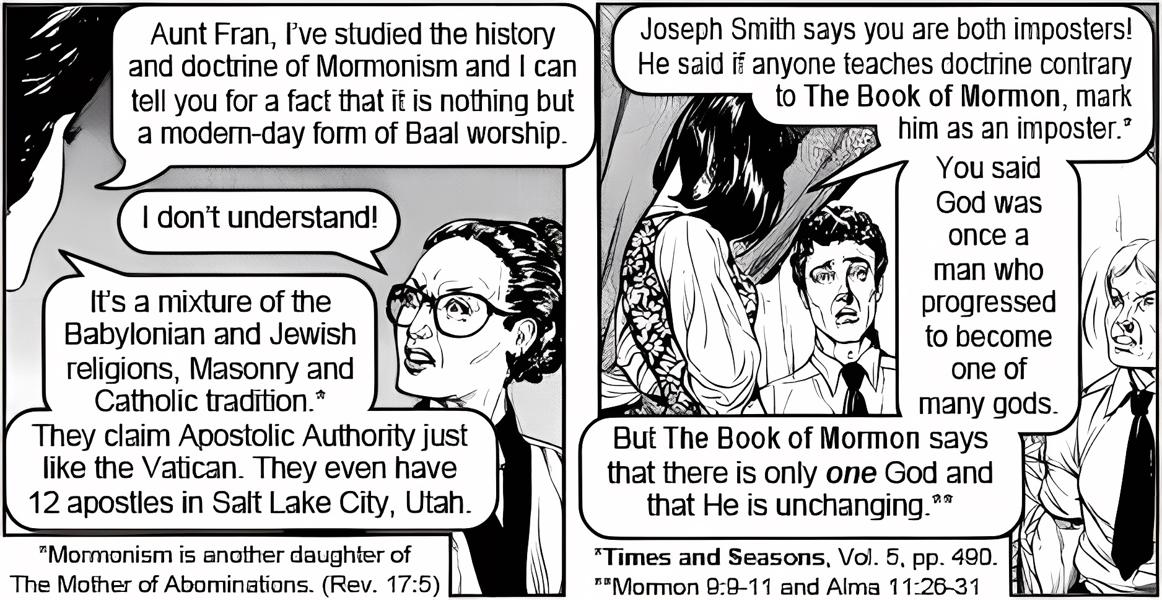 Aunt Fran, I've studied the history
and doctrine of Mormonism and I can
tell you for a fact that it is nothing but
a modern-day form of Baal worship.
I don't understand!
It's a mixture of the
Babylonian and Jewish
religions, Masonry and
Catholic tradition.*
They claim Apostolic Authority just
like the Vatican. They even have
12 apostles in Salt Lake City, Utah.
*Mormonism is another daughter of
The Mother of Abominations. (Rev. 17:5)
Joseph Smith says you are both imposters!
He said if anyone teaches doctrine contrary
to The Book of Mormon, mark
him as an imposter.*
You said
God was
once a
man who
progressed
to become
one of
many gods.
But The Book of Mormon says
that there is only one God and
that He is unchanging.**
*Times and Seasons, Vol. 5, pp. 490.
**Mormon 9:9-11 and Alma 11:26-31